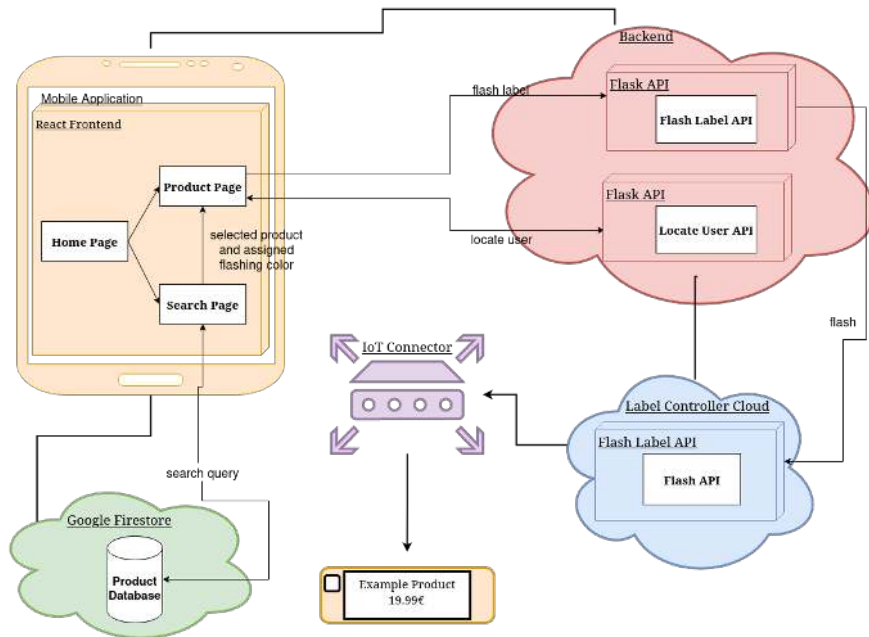 Backend
Flask API
flash label
Flash Label API
Mobile Application
React Frontend
Product Page
Flask API
Home Page
selected product
and assigned
flashing color
locate user
Locate User API
Search Page
flash
IoT Connector
Label Controller Cloud
Flash Label API
search query
Flash API
Google Firestore
Product
Database
Example Product
19.99€